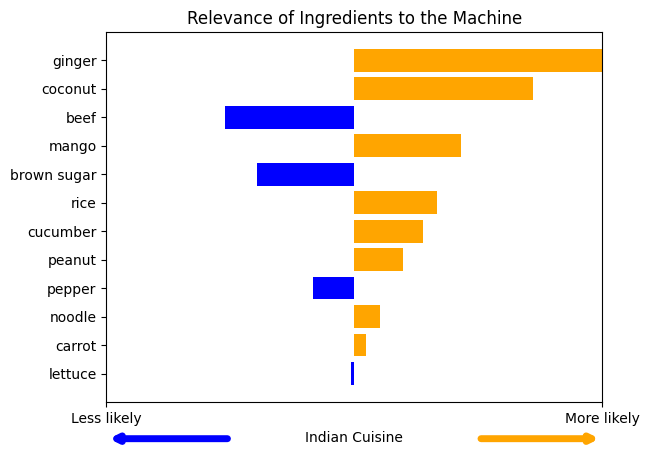 Relevance of Ingredients to the Machine
ginger
coconut
beef
mango
brown sugar
rice
cucumber
peanut
pepper
noodle
carrot
lettuce
Less likely
More likely
Indian Cuisine